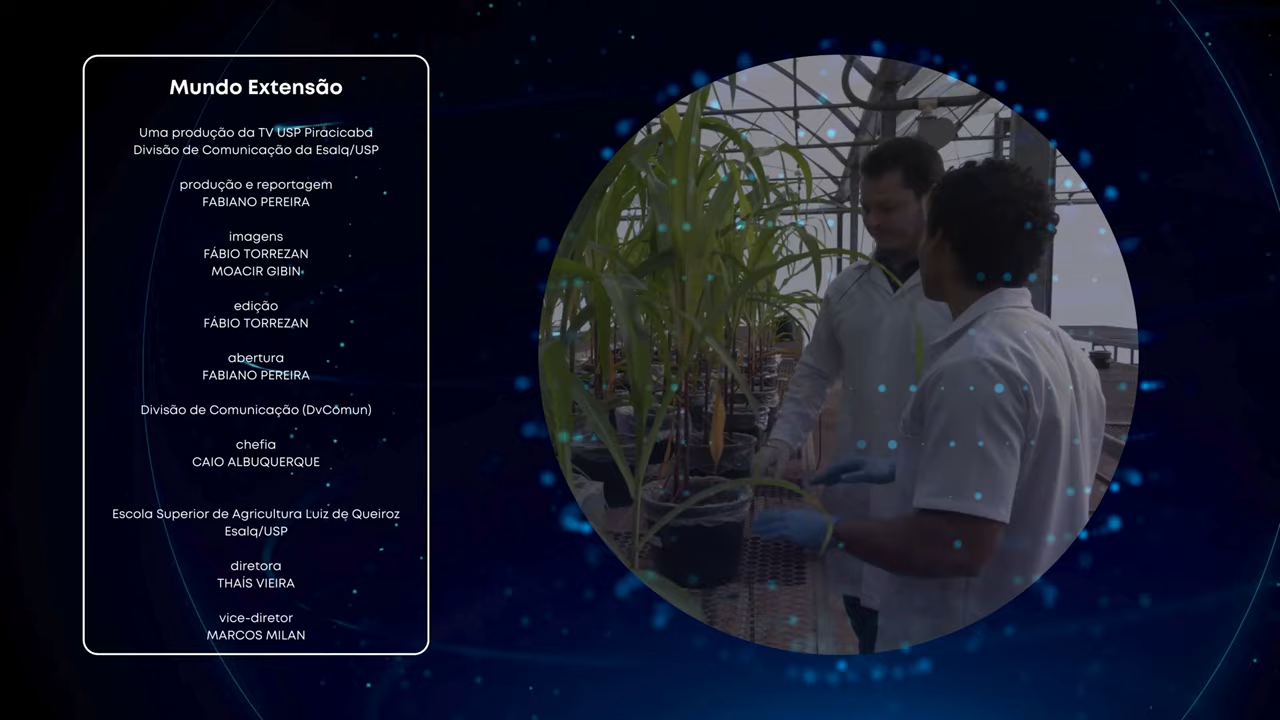 Mundo Extensão
Uma produção da TV USP Piracicaba
Divisão de Comunicação da Esalq/USP
produção e reportagem
FABIANO PEREIRA
imagens
FÁBIO TORREZAN
MOACIR GIBIN
edição
FÁBIO TORREZAN
abertura
FABIANO PEREIRA
Divisão de Comunicação (DvComun)
chefia
CAIO ALBUQUERQUE
Escola Superior de Agricultura Luiz de Queiroz
Esalq/USP
diretora
THAÍS VIEIRA
vice-diretor
MARCOS MILAN